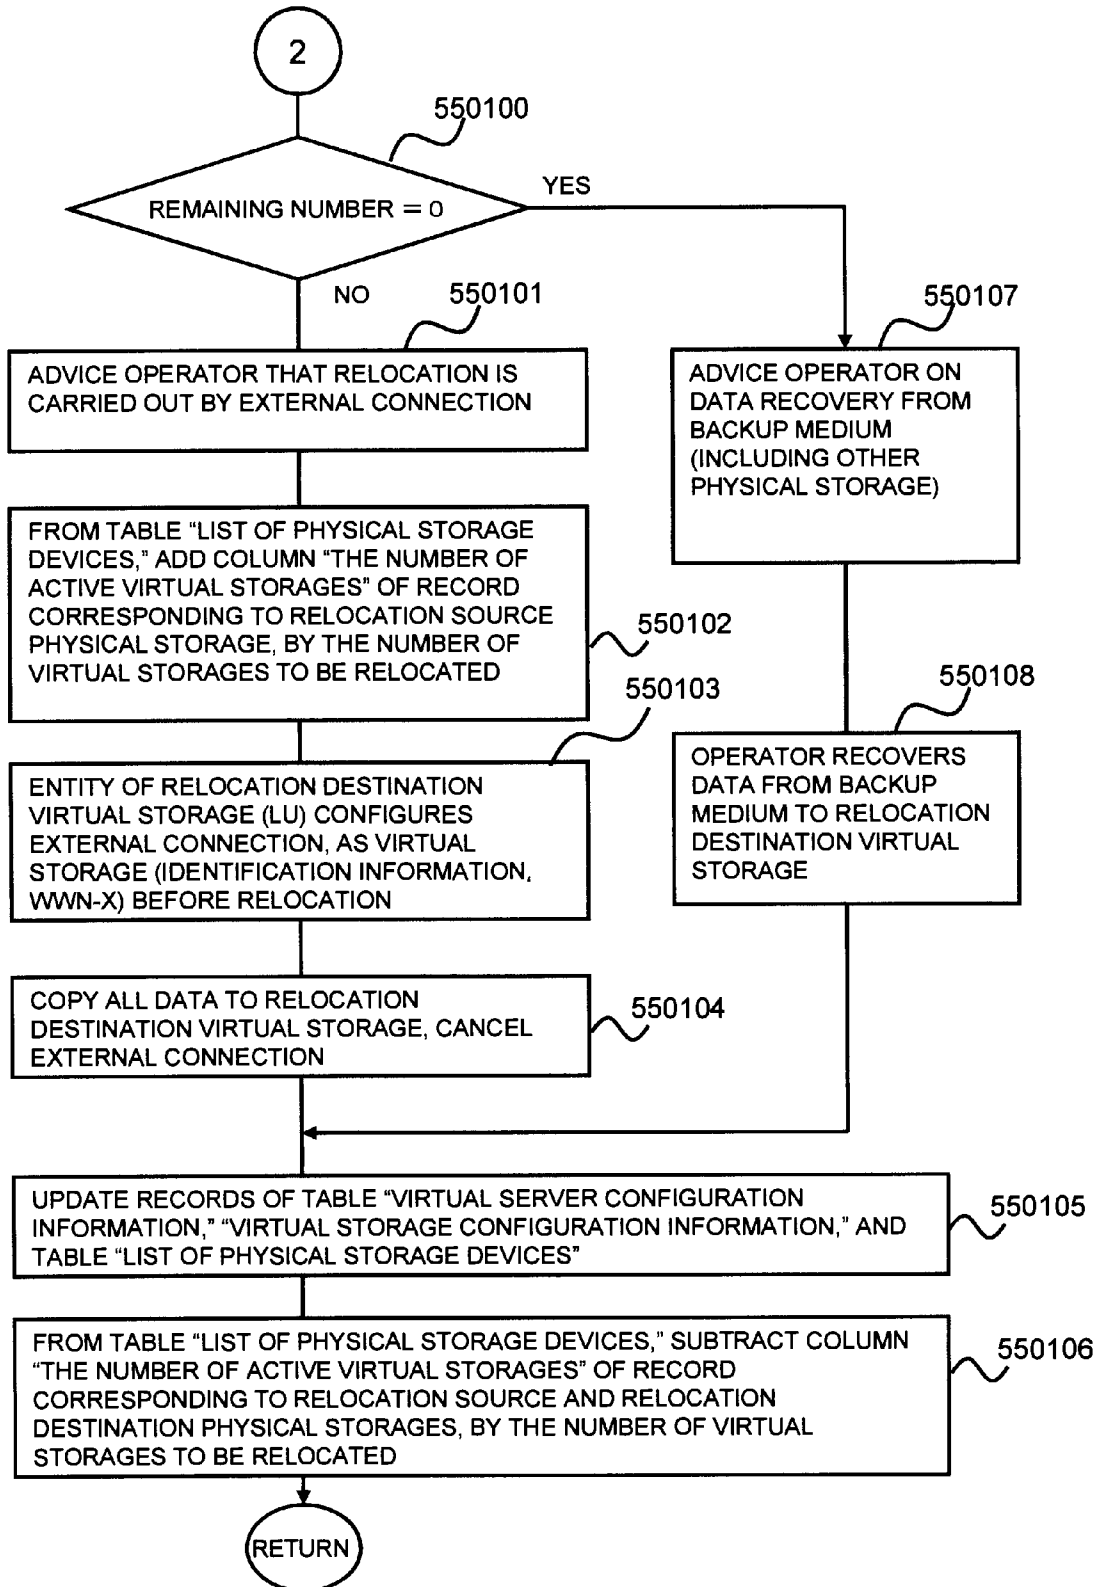 2
550100
YES
REMAINING NUMBER = 0
NO
550101
550107
ADVICE OPERATOR THAT RELOCATION IS
CARRIED OUT BY EXTERNAL CONNECTION
ADVICE OPERATOR ON
DATA RECOVERY FROM
BACKUP MEDIUM
(INCLUDING OTHER
PHYSICAL STORAGE)
FROM TABLE “LIST OF PHYSICAL STORAGE
DEVICES,” ADD COLUMN “THE NUMBER OF
ACTIVE VIRTUAL STORAGES” OF RECORD
CORRESPONDING TO RELOCATION SOURCE
PHYSICAL STORAGE, BY THE NUMBER OF
VIRTUAL STORAGES TO BE RELOCATED
550102
550103
550108
ENTITY OF RELOCATION DESTINATION
VIRTUAL STORAGE (LU) CONFIGURES
EXTERNAL CONNECTION, AS VIRTUAL
STORAGE (IDENTIFICATION INFORMATION,
WWN-X) BEFORE RELOCATION
OPERATOR RECOVERS
DATA FROM BACKUP
MEDIUM TO RELOCATION
DESTINATION VIRTUAL
STORAGE
COPY ALL DATA TO RELOCATION
DESTINATION VIRTUAL STORAGE, CANCEL
EXTERNAL CONNECTION
550104
UPDATE RECORDS OF TABLE “VIRTUAL SERVER CONFIGURATION
INFORMATION,” “VIRTUAL STORAGE CONFIGURATION INFORMATION,” AND
TABLE “LIST OF PHYSICAL STORAGE DEVICES”
550105
FROM TABLE “LIST OF PHYSICAL STORAGE DEVICES,” SUBTRACT COLUMN
“THE NUMBER OF ACTIVE VIRTUAL STORAGES” OF RECORD
CORRESPONDING TO RELOCATION SOURCE AND RELOCATION
DESTINATION PHYSICAL STORAGES, BY THE NUMBER OF VIRTUAL
STORAGES TO BE RELOCATED
550106
RETURN